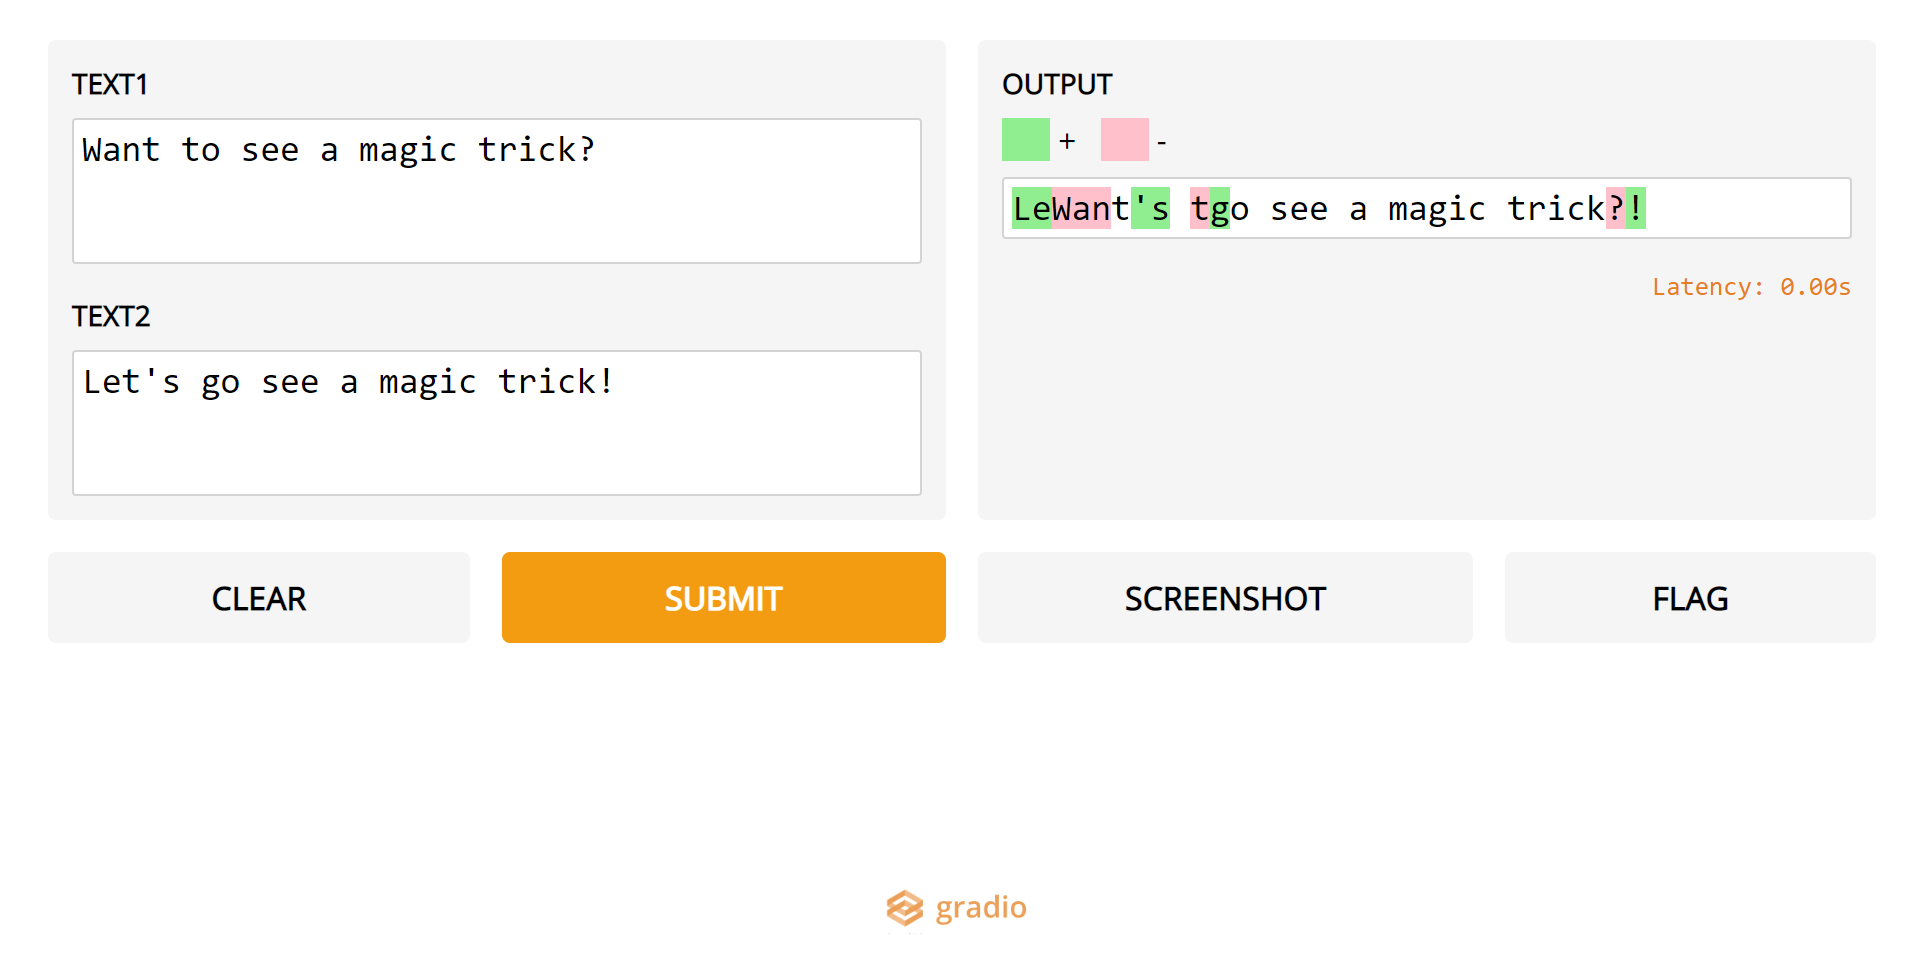 TEXT1
Want to see a magic trick?
TEXT2
Let's go see a magic trick!
OUTPUT
+ -
LeWant's tgo see a magic trick?!
Latency: 0.00s
CLEAR
SUBMIT
SCREENSHOT
FLAG
gradio